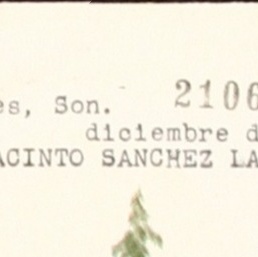 es, Son. 2106
diciembre d
ACINTO SANCHEZ LA